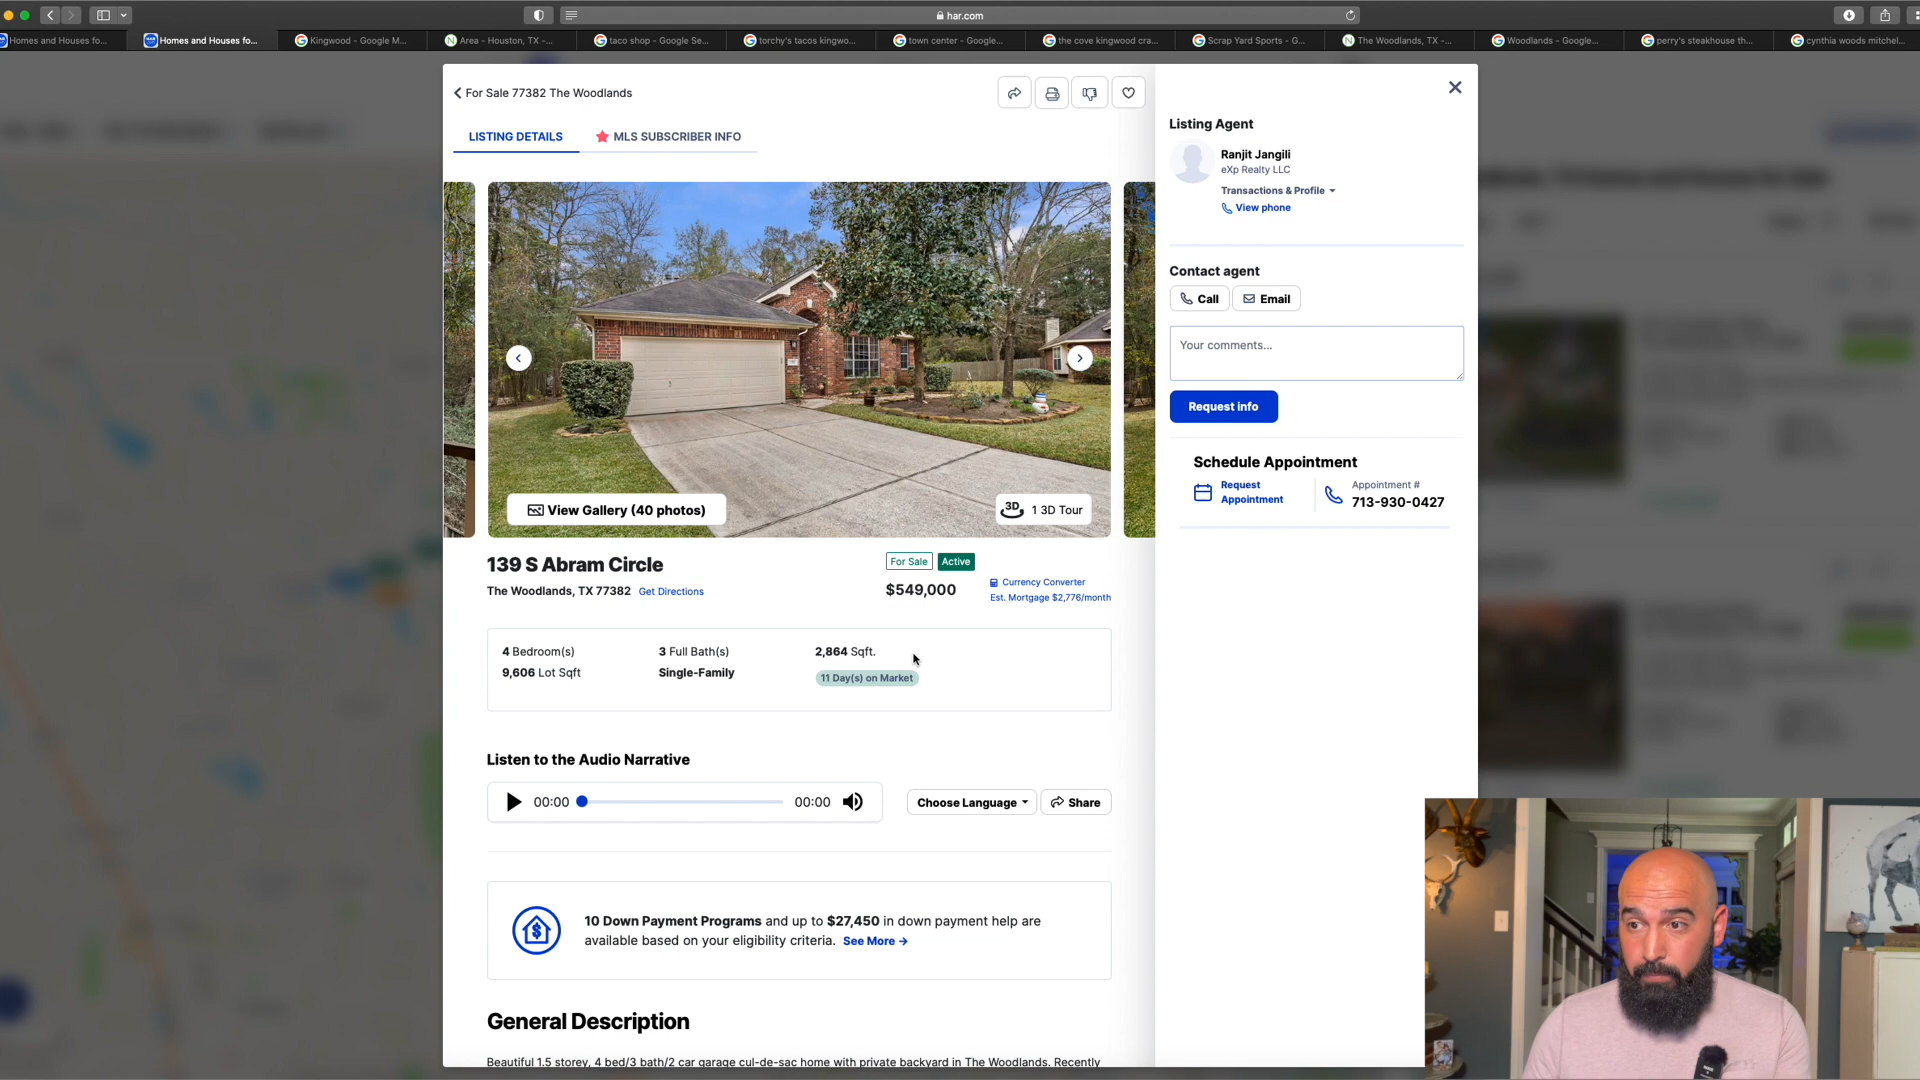 har.com
Homes and Houses fo...
Homes and Houses fo...
Kingwood - Google M...
Area - Houston, TX -...
taco shop - Google Se...
torchy's tacos kingwo...
town center - Google...
the cove kingwood cra...
Scrap Yard Sports - G...
The Woodlands, TX -...
Woodlands - Google...
perry's steakhouse th...
cynthia woods mitchel...
For Sale 77382 The Woodlands
LISTING DETAILS
MLS SUBSCRIBER INFO
View Gallery (40 photos)
3D 1 3D Tour
139 S Abram Circle
The Woodlands, TX 77382 Get Directions
For Sale Active
$549,000
Currency Converter
Est. Mortgage $2,776/month
4 Bedroom(s) 3 Full Bath(s) 2,864 Sqft.
9,606 Lot Sqft Single-Family 11 Day(s) on Market
Listen to the Audio Narrative
00:00 00:00
Choose Language Share
10 Down Payment Programs and up to $27,450 in down payment help are
available based on your eligibility criteria. See More →
General Description
Beautiful 1.5 storey, 4 bed/3 bath/2 car garage cul-de-sac home with private backyard in The Woodlands. Recently
Listing Agent
Ranjit Jangili
eXp Realty LLC
Transactions & Profile
View phone
Contact agent
Call Email
Your comments...
Request info
Schedule Appointment
Request
Appointment
Appointment #
713-930-0427